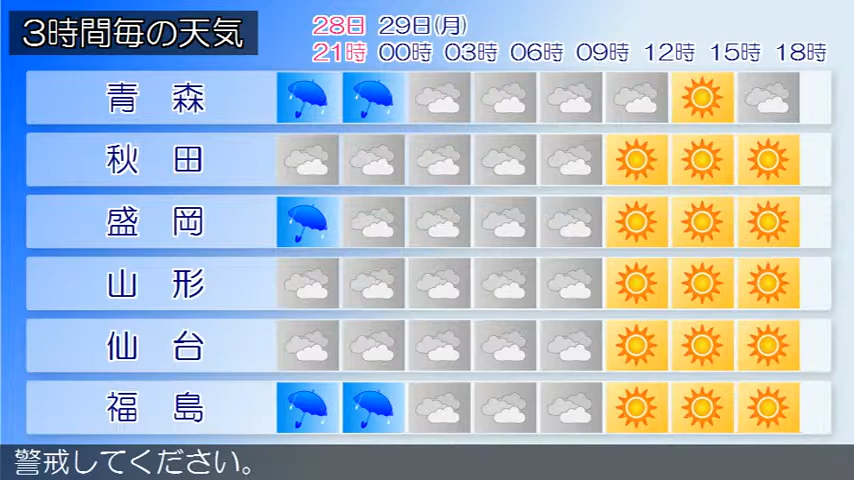 3時間毎の天気
28日 29日(月)
21時 00時 03時 06時 09時 12時 15時 18時
青森
秋田
盛岡
山形
仙台
福島
警戒してください。